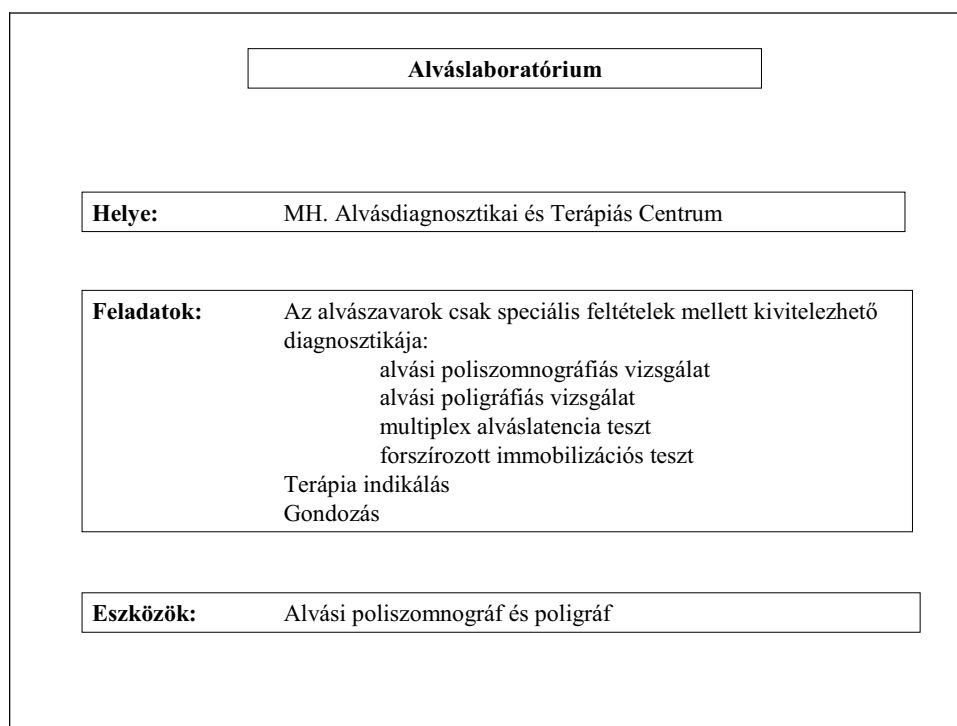 Alváslaboratórium
Helye: MH. Alvásdiagnosztikai és Terápiás Centrum
Feladatok: Az alvászavarok csak speciális feltételek mellett kivitelezhető
diagnosztikája:
alvási poliszomnográfiás vizsgálat
alvási poligráfiás vizsgálat
multiplex alváslatencia teszt
forszírozott immobilizációs teszt
Terápia indikálás
Gondozás
Eszközök: Alvási poliszomnográf és poligráf